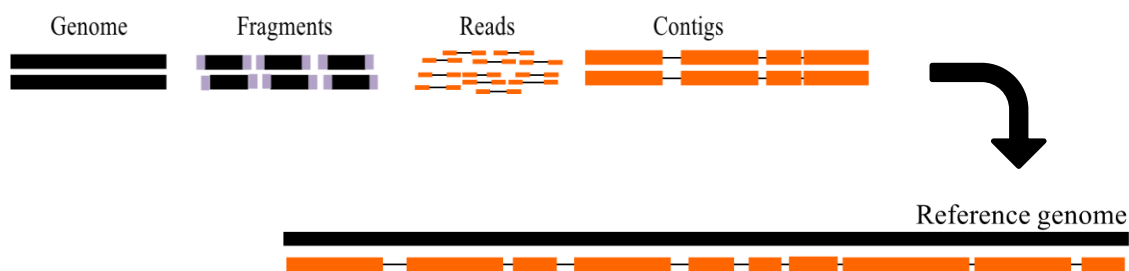 Genome
Fragments
Reads
Contigs
Reference genome